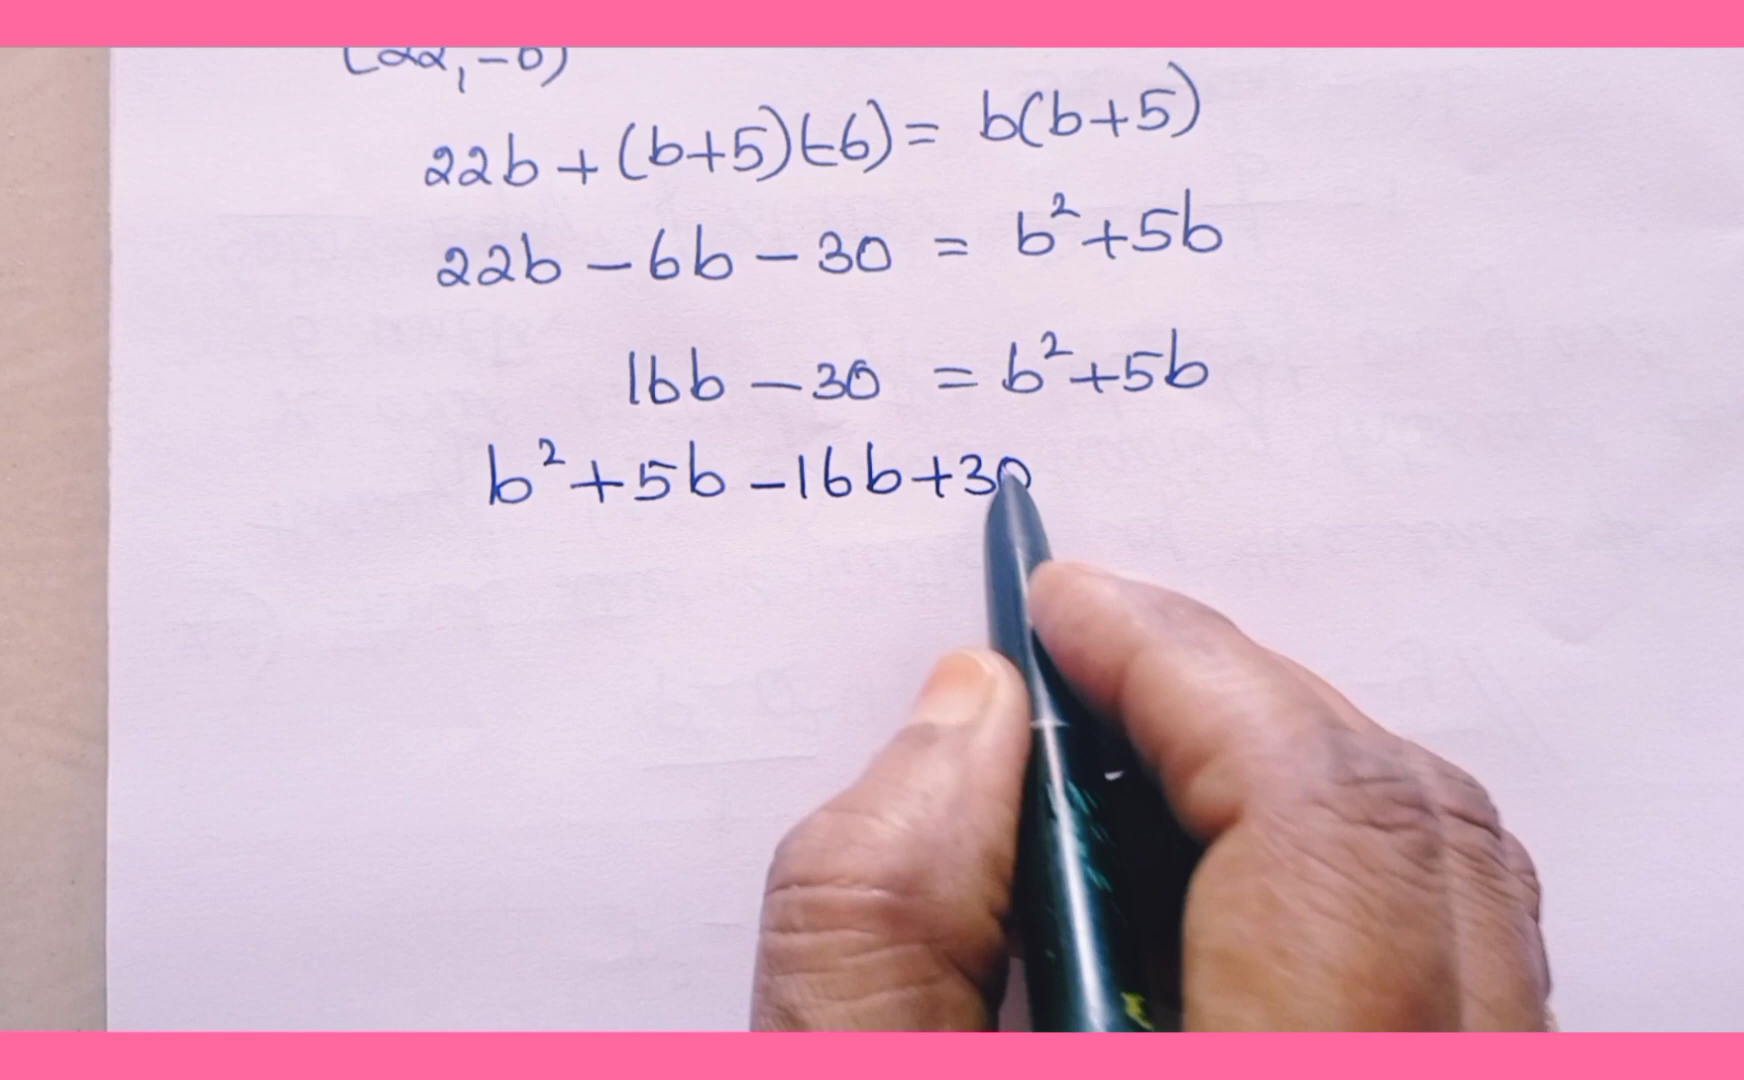 22b + (b+5)(-6) = b(b+5)
22b - 6b - 30 = b²+5b
16b - 30 = b²+5b
b²+5b -16b+30